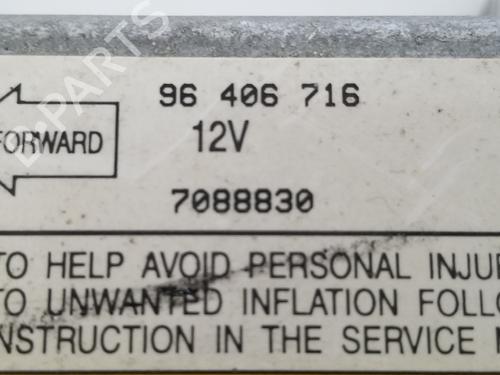 96 406 716
12V
FORWARD
7088830
TO HELP AVOID PERSONAL INJU
TO UNWANTED INFLATION FOLLO
NSTRUCTION IN THE SERVICE